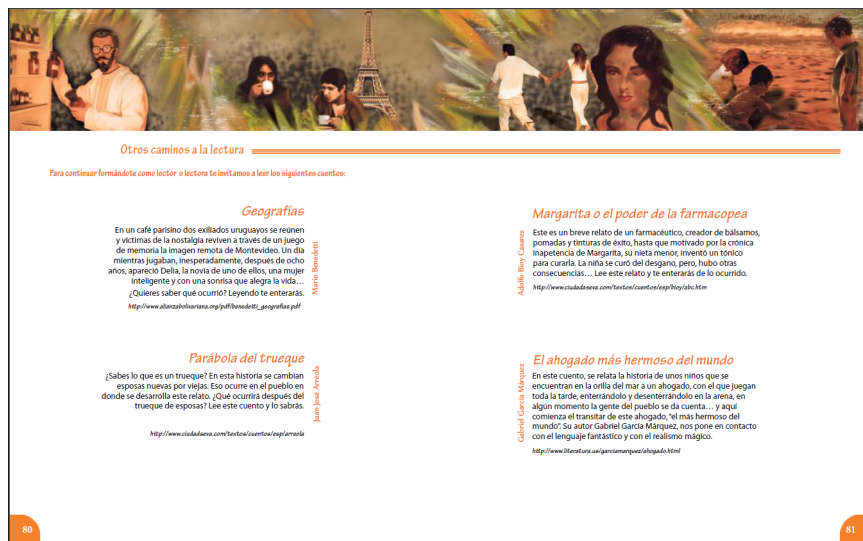 Otros caminos a la lectura
Para continuar formándote como lector o lectora te invitamos a leer los siguientes cuentos:
Geografías
En un café parisino dos exiliados uruguayos se reúnen
y víctimas de la nostalgia reviven a través de un juego
de memoria la imagen remota de Montevideo. Un día
mientras jugaban, inesperadamente, después de ocho
años, apareció Delia, la novia de uno de ellos, una mujer
inteligente y con una sonrisa que alegra la vida…
¿Quieres saber qué ocurrió? Leyendo te enterarás.
http://www.alianzabolivariana.org/pdf/benedetti_geografias.pdf
Mario Benedetti
Parábola del trueque
¿Sabes lo que es un trueque? En esta historia se cambian
esposas nuevas por viejas. Eso ocurre en el pueblo en
donde se desarrolla este relato. ¿Qué ocurrirá después del
trueque de esposas? Lee este cuento y lo sabrás.
http://www.ciudadseva.com/textos/cuentos/esp/arreola
Juan José Arreola
80
Margarita o el poder de la farmacopea
Adolfo Bioy Casares
Este es un breve relato de un farmacéutico, creador de bálsamos,
pomadas y tinturas de éxito, hasta que motivado por la crónica
inapetencia de Margarita, su nieta menor, inventó un tónico
para curarla. La niña se curó del desgano, pero, hubo otras
consecuencias… Lee este relato y te enterarás de lo ocurrido.
http://www.ciudadseva.com/textos/cuentos/esp/bioy/abc.htm
El ahogado más hermoso del mundo
Gabriel García Márquez
En este cuento, se relata la historia de unos niños que se
encuentran en la orilla del mar a un ahogado, con el que juegan
toda la tarde, enterrándolo y desenterrándolo en la arena, en
algún momento la gente del pueblo se da cuenta… y aquí
comienza el transitar de este ahogado, "el más hermoso del
mundo". Su autor Gabriel García Márquez, nos pone en contacto
con el lenguaje fantástico y con el realismo mágico.
http://www.literatura.us/garciamarquez/ahogado.html
81